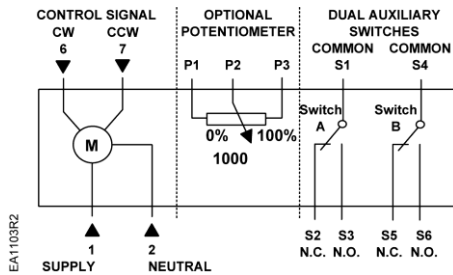 CONTROL SIGNAL
CW CCW
6 7
OPTIONAL
POTENTIOMETER
P1 P2 P3
DUAL AUXILIARY
SWITCHES
COMMON COMMON
S1 S4
M
0% 100%
1000
Switch
A
Switch
B
1 2
SUPPLY NEUTRAL
S2 S3 S5 S6
N.C. N.O. N.C. N.O.
EA1103R2